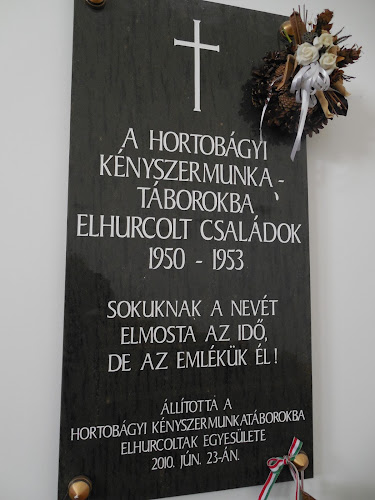 A HORTOBÁGYI
KÉNYSZERMUNKA-
TÁBOROKBA
ELHURCOLT CSALÁDOK
1950 - 1953
SOKUKNAK A NEVÉT
ELMOSTA AZ IDŐ,
DE AZ EMLÉKÜK ÉL!
ÁLLÍTOTTA A
HORTOBÁGYI KÉNYSZERMUNKATÁBOROKBA
ELHURCOLTAK EGYESÜLETE
2010. JÚN. 23-ÁN.